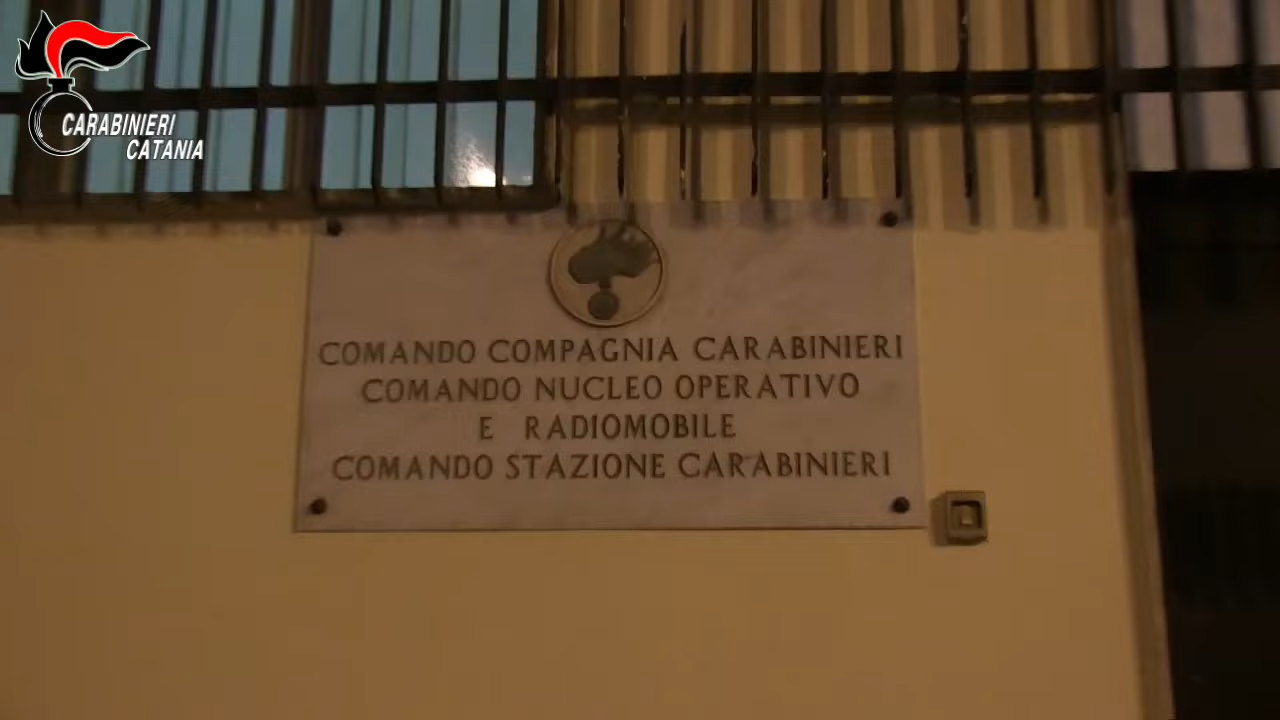 CARABINIERI
CATANIA
COMANDO COMPAGNIA CARABINIERI
COMANDO NUCLEO OPERATIVO
E RADIOMOBILE
COMANDO STAZIONE CARABINIERI